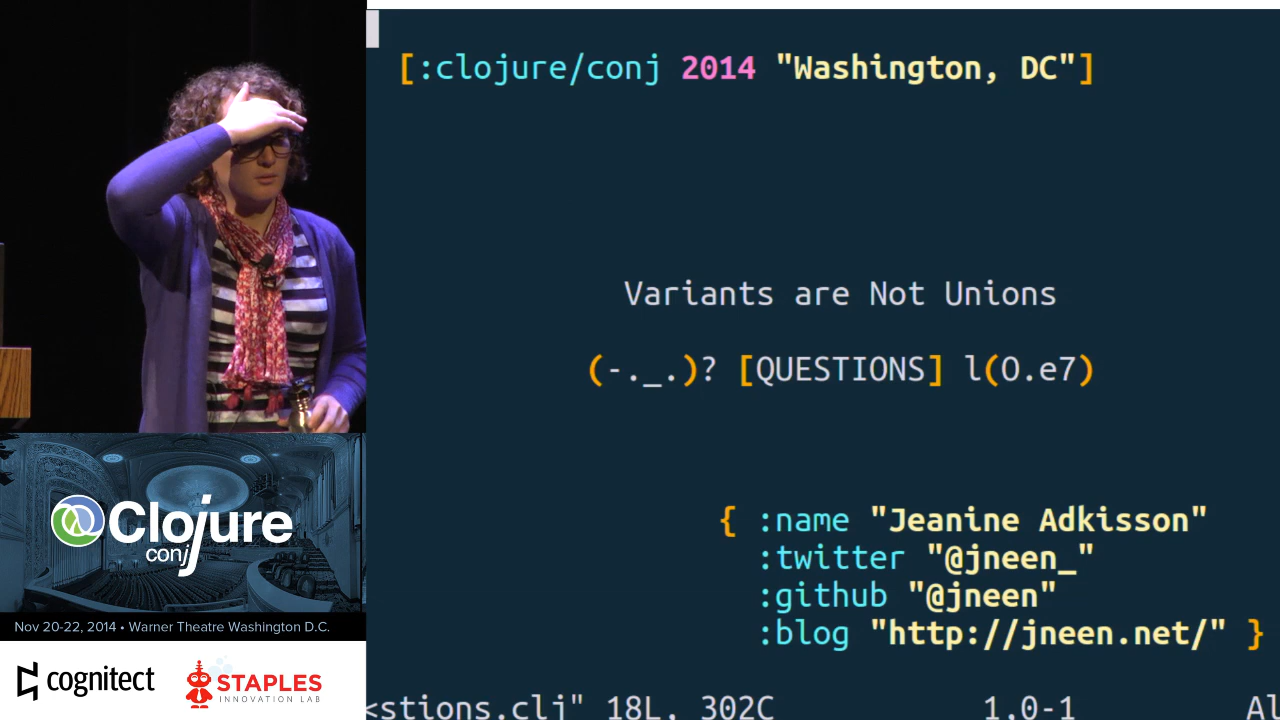 [:clojure/conj 2014 "Washington, DC"]
Variants are Not Unions
(-._.)? [QUESTIONS] l(O.e7)
{ :name "Jeanine Adkisson"
:twitter "@jneen_"
:github "@jneen"
:blog "http://jneen.net/" }
<stions.clj" 18L, 302C 1,0-1 Al
Clojure
conj
Nov 20-22, 2014 • Warner Theatre Washington D.C.
cognitect
STAPLES
INNOVATION LAB